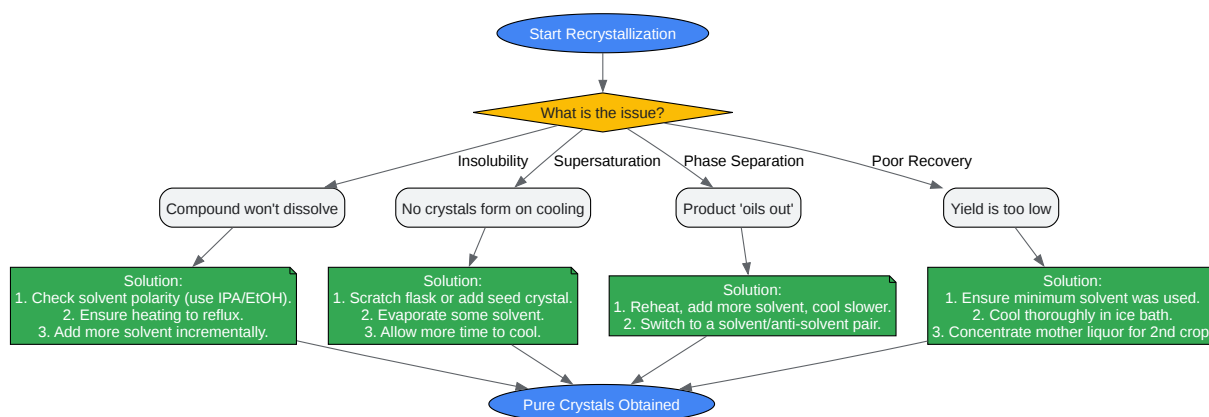 Start Recrystallization
What is the issue?
Insolubility
Supersaturation
Phase Separation
Poor Recovery
Compound won't dissolve
No crystals form on cooling
Product 'oils out'
Yield is too low
Solution:
1. Check solvent polarity (use IPA/EtOH).
2. Ensure heating to reflux.
3. Add more solvent incrementally.
Solution:
1. Scratch flask or add seed crystal.
2. Evaporate some solvent.
3. Allow more time to cool.
Solution:
1. Reheat, add more solvent, cool slower.
2. Switch to a solvent/anti-solvent pair.
Solution:
1. Ensure minimum solvent was used.
2. Cool thoroughly in ice bath.
3. Concentrate mother liquor for 2nd crop
Pure Crystals Obtained